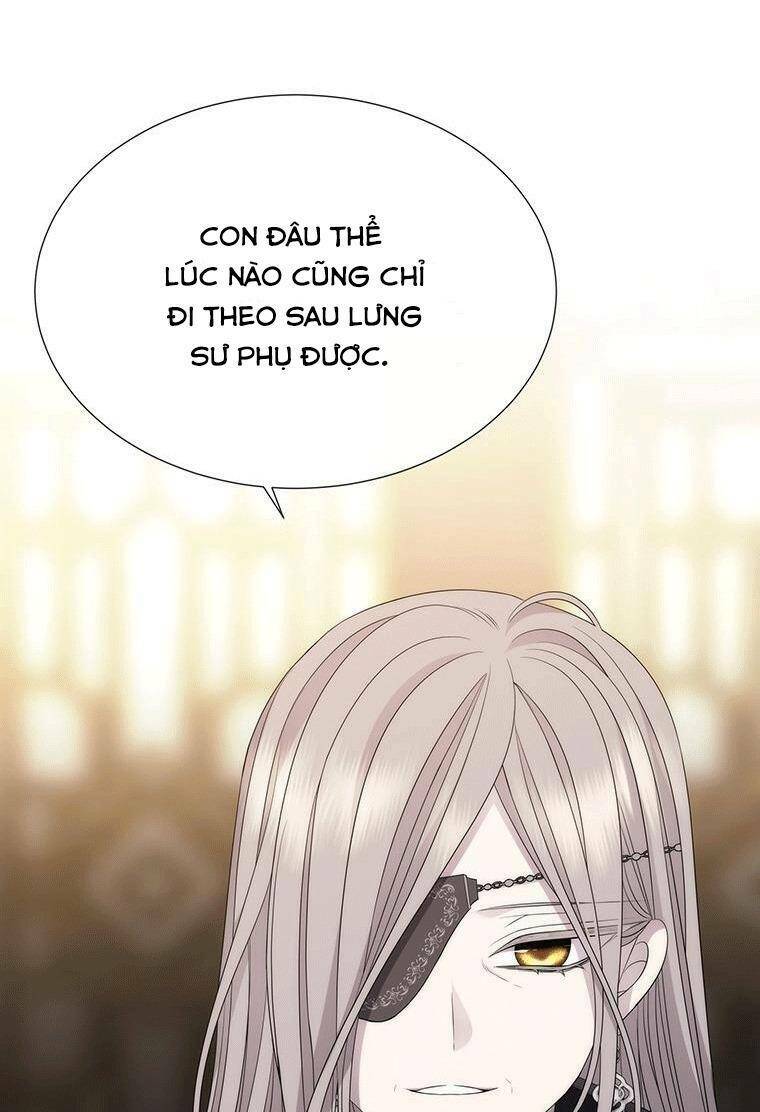 CON ĐÂU THỂ
LÚC NÀO CŨNG CHỈ
ĐI THEO SAU LƯNG
SƯ PHỤ ĐƯỢC.